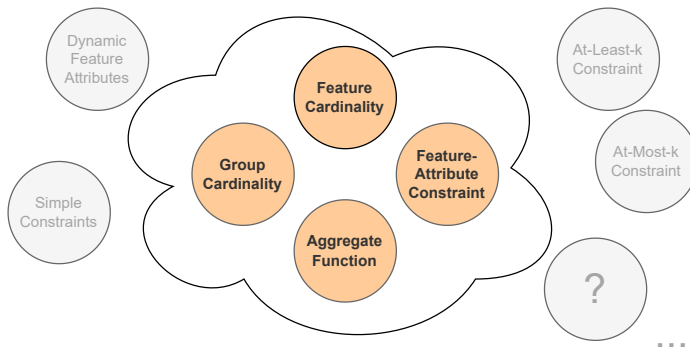 Dynamic
Feature
Attributes
Feature
Cardinality
At-Least-k
Constraint
Group
Cardinality
Feature-
Attribute
Constraint
At-Most-k
Constraint
Simple
Constraints
Aggregate
Function
?
...